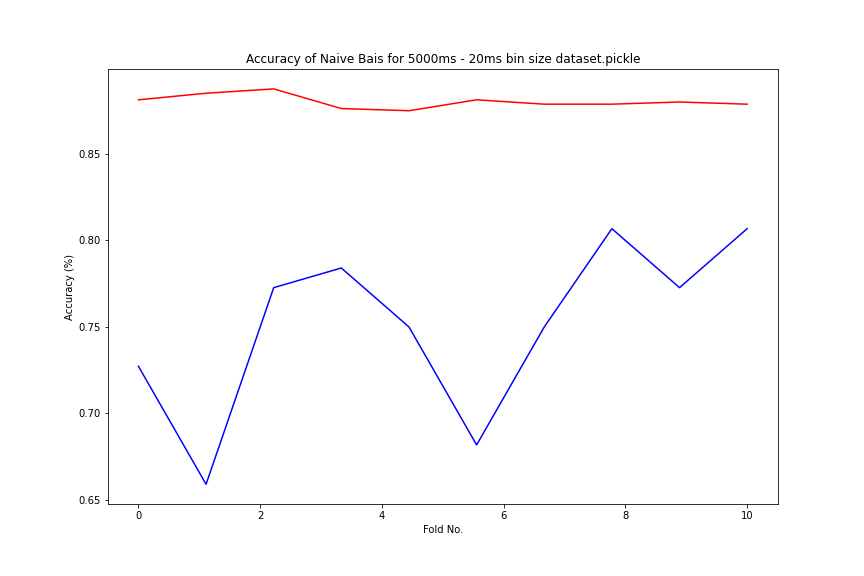 Accuracy of Naive Bais for 5000ms - 20ms bin size dataset.pickle
0.85
0.80
0.75
0.70
0.65
Accuracy (%)
0 2 4 6 8 10
Fold No.